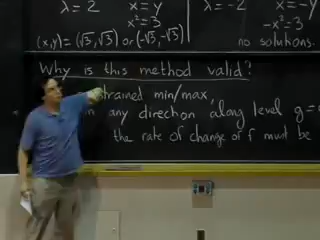 λ = 2 x = y
x² = 3
(x,y) = (√3, √3) or (-√3, -√3)
λ = -2 x = -y
-x² = 3
no solutions.
Why is this method valid?
trained min/max,
in any direction along level g =
the rate of change of f must be